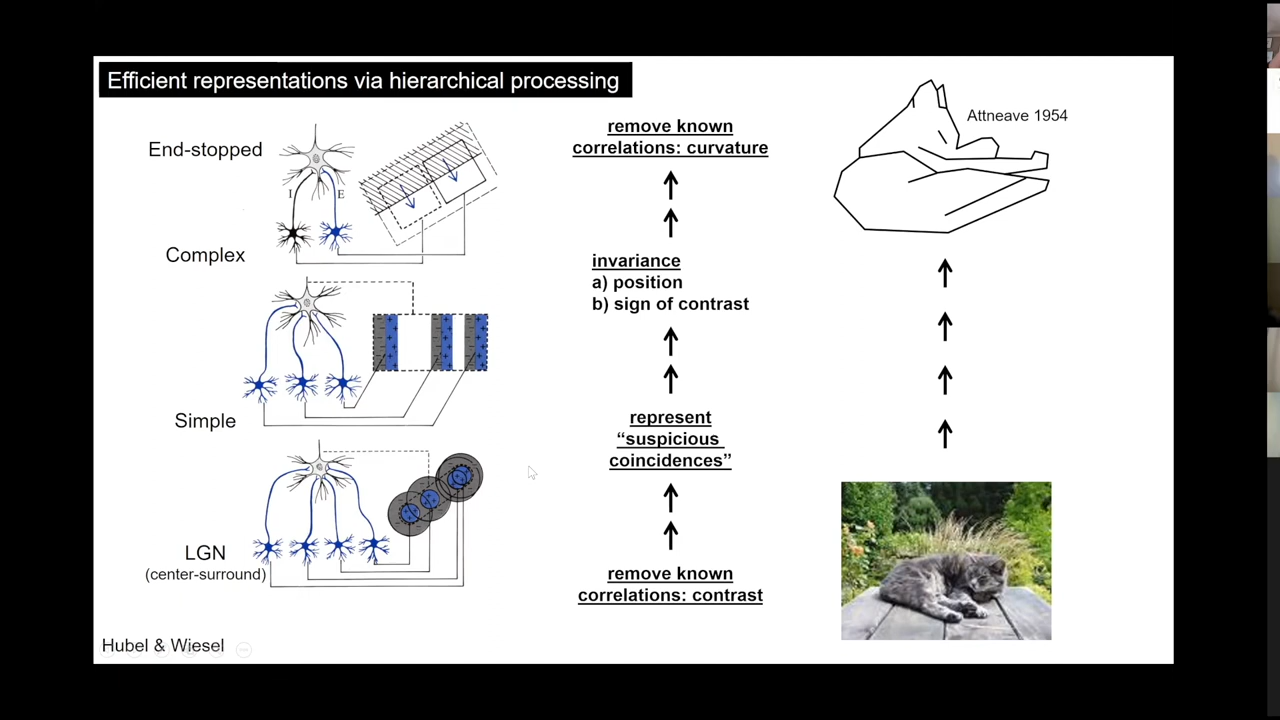 Efficient representations via hierarchical processing
End-stopped
I
E
Complex
Simple
LGN
(center-surround)
Hubel & Wiesel
remove known
correlations: curvature
invariance
a) position
b) sign of contrast
represent
“suspicious
coincidences”
remove known
correlations: contrast
Attneave 1954